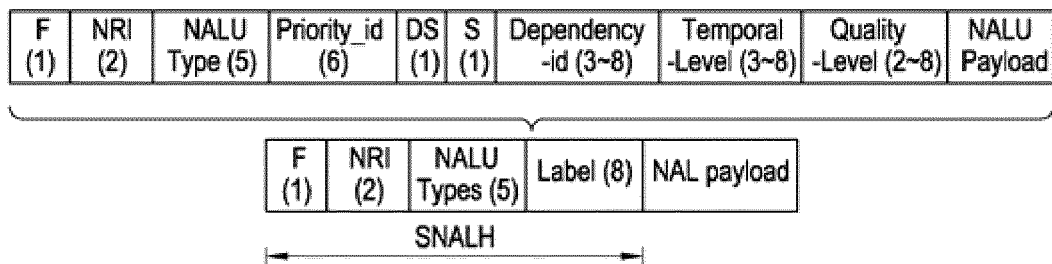 F NRI NALU Priority_id DS S Dependency Temporal Quality NALU
(1) (2) Type (5) (6) (1) (1) -id (3~8) -Level (3~8) -Level (2~8) Payload
F NRI NALU Label (8) NAL payload
(1) (2) Types (5)
SNALH